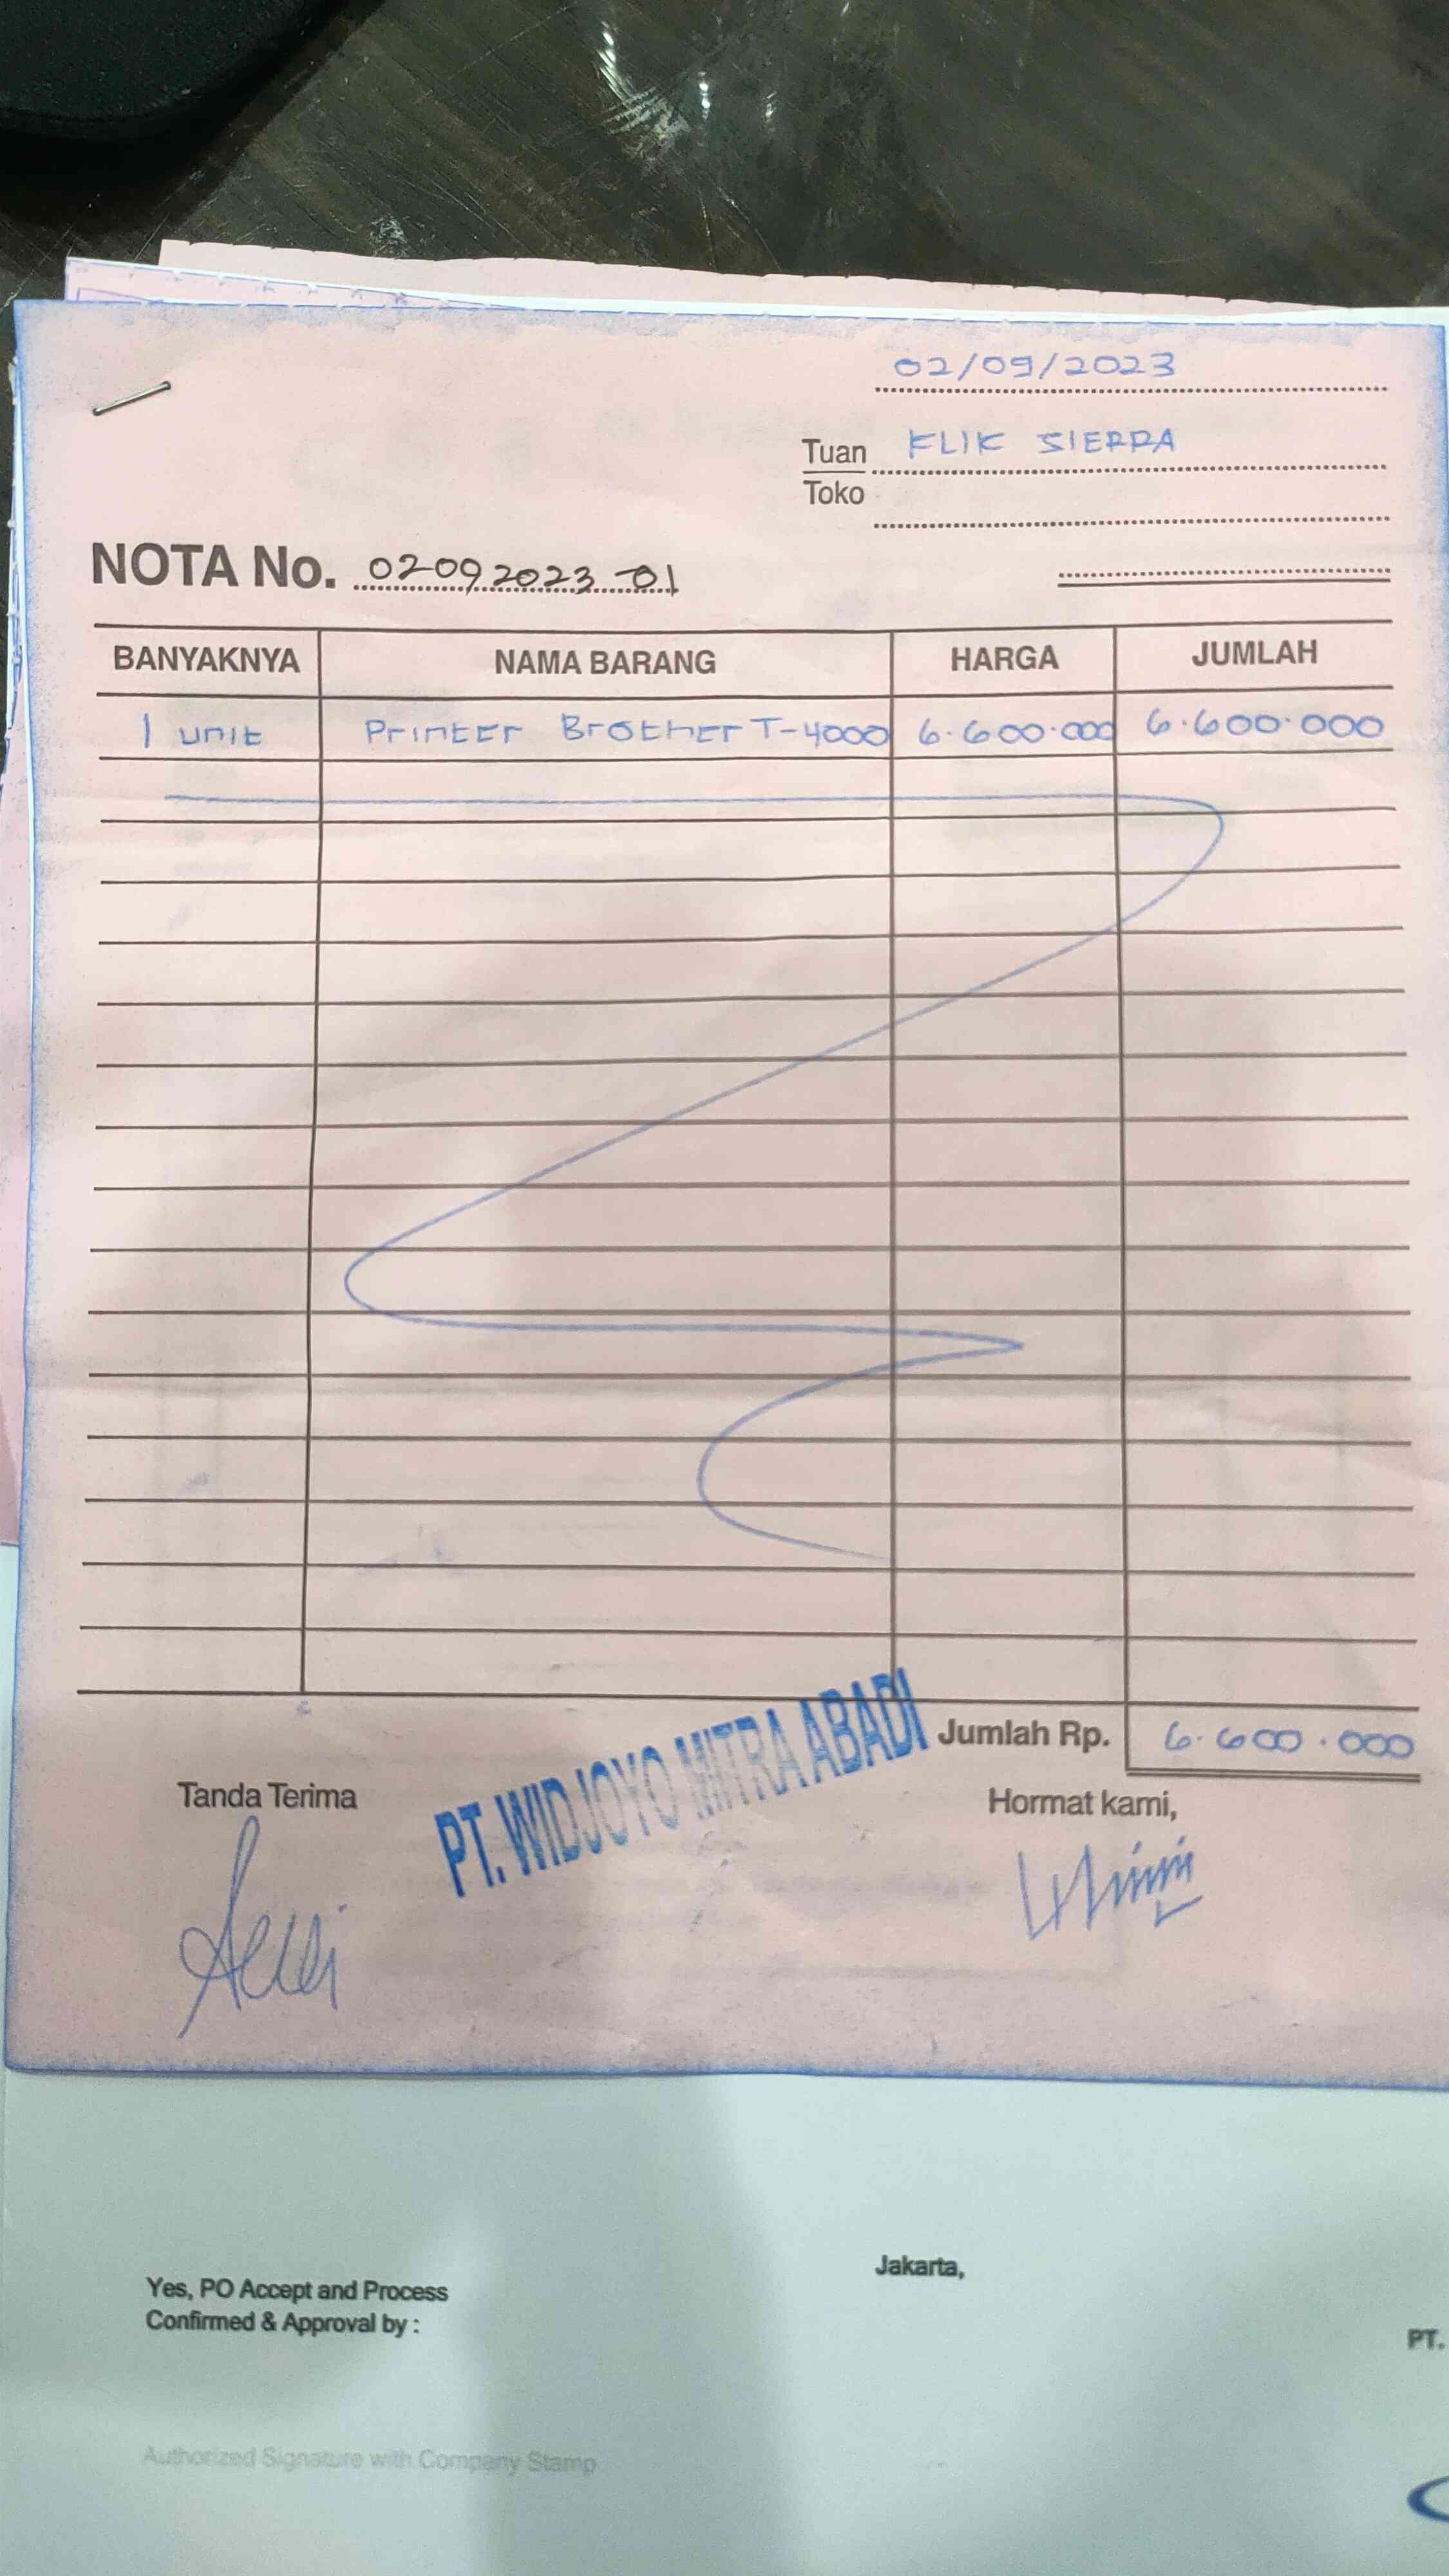 02/09/2023
Tuan KLIK SIERRA
Toko
NOTA No. 02092023-01
BANYAKNYA NAMA BARANG HARGA JUMLAH
1 unit Printer Brother T-4000 6.600.000 6.600.000
Jumlah Rp. 6.600.000
PT. WIDJOYO MITRA ABADI
Tanda Terima Hormat kami,
Jakarta,
Yes, PO Accept and Process
Confirmed & Approval by :
PT.
Authorized Signature with Company Stamp